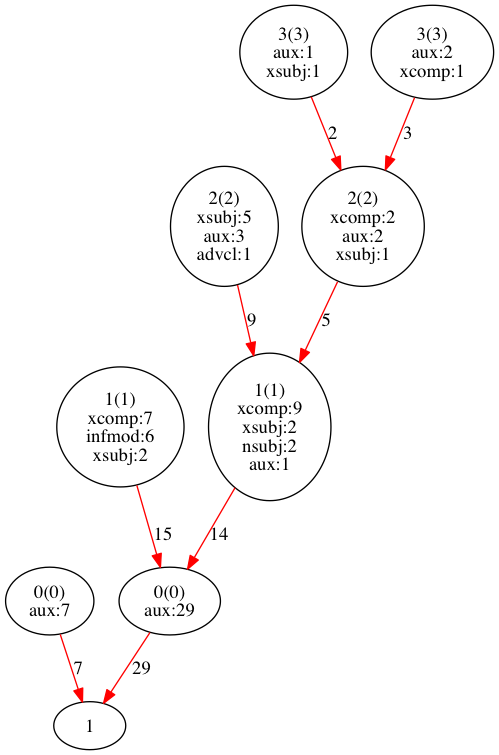 3(3)
aux:1
xsubj:1
3(3)
aux:2
xcomp:1
2
3
2(2)
xsubj:5
aux:3
advcl:1
2(2)
xcomp:2
aux:2
xsubj:1
9
5
1(1)
xcomp:7
infmod:6
xsubj:2
1(1)
xcomp:9
xsubj:2
nsubj:2
aux:1
15
14
0(0)
aux:7
0(0)
aux:29
7
29
1